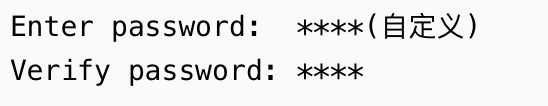 Enter password:  ****(自定义)
Verify password: ****